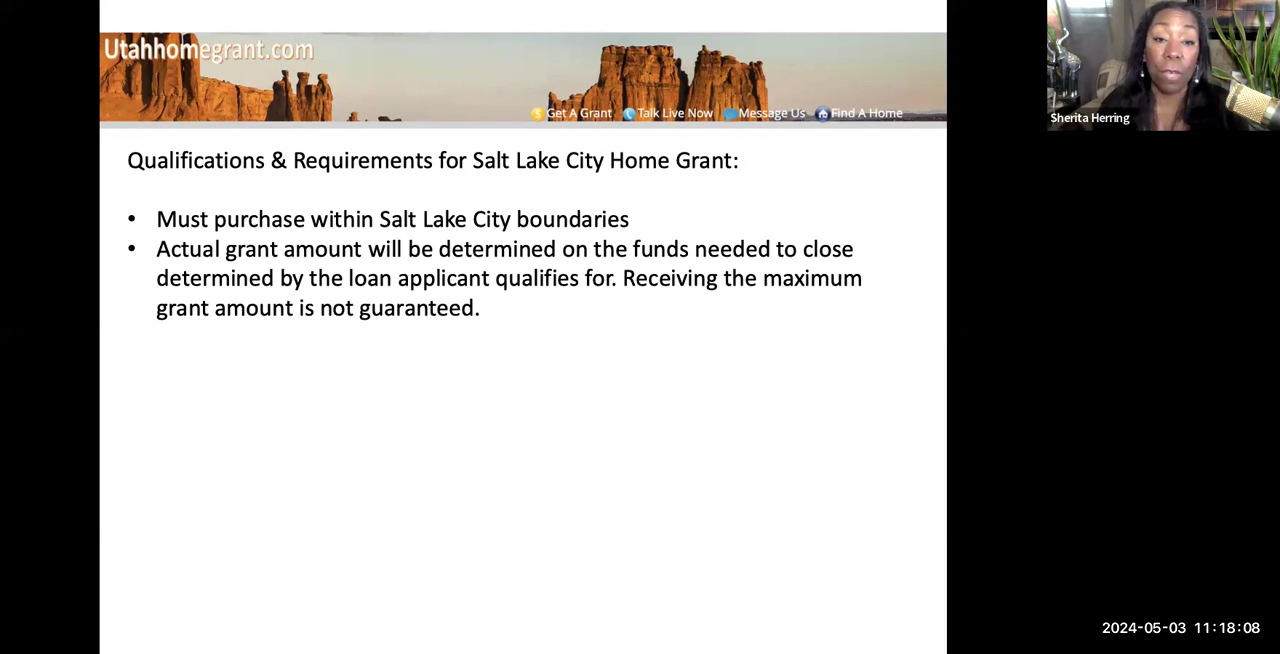 Utahhomegrant.com
Get A Grant Talk Live Now Message Us Find A Home
Sherita Herring
Qualifications & Requirements for Salt Lake City Home Grant:
• Must purchase within Salt Lake City boundaries
• Actual grant amount will be determined on the funds needed to close
determined by the loan applicant qualifies for. Receiving the maximum
grant amount is not guaranteed.
2024-05-03 11:18:08